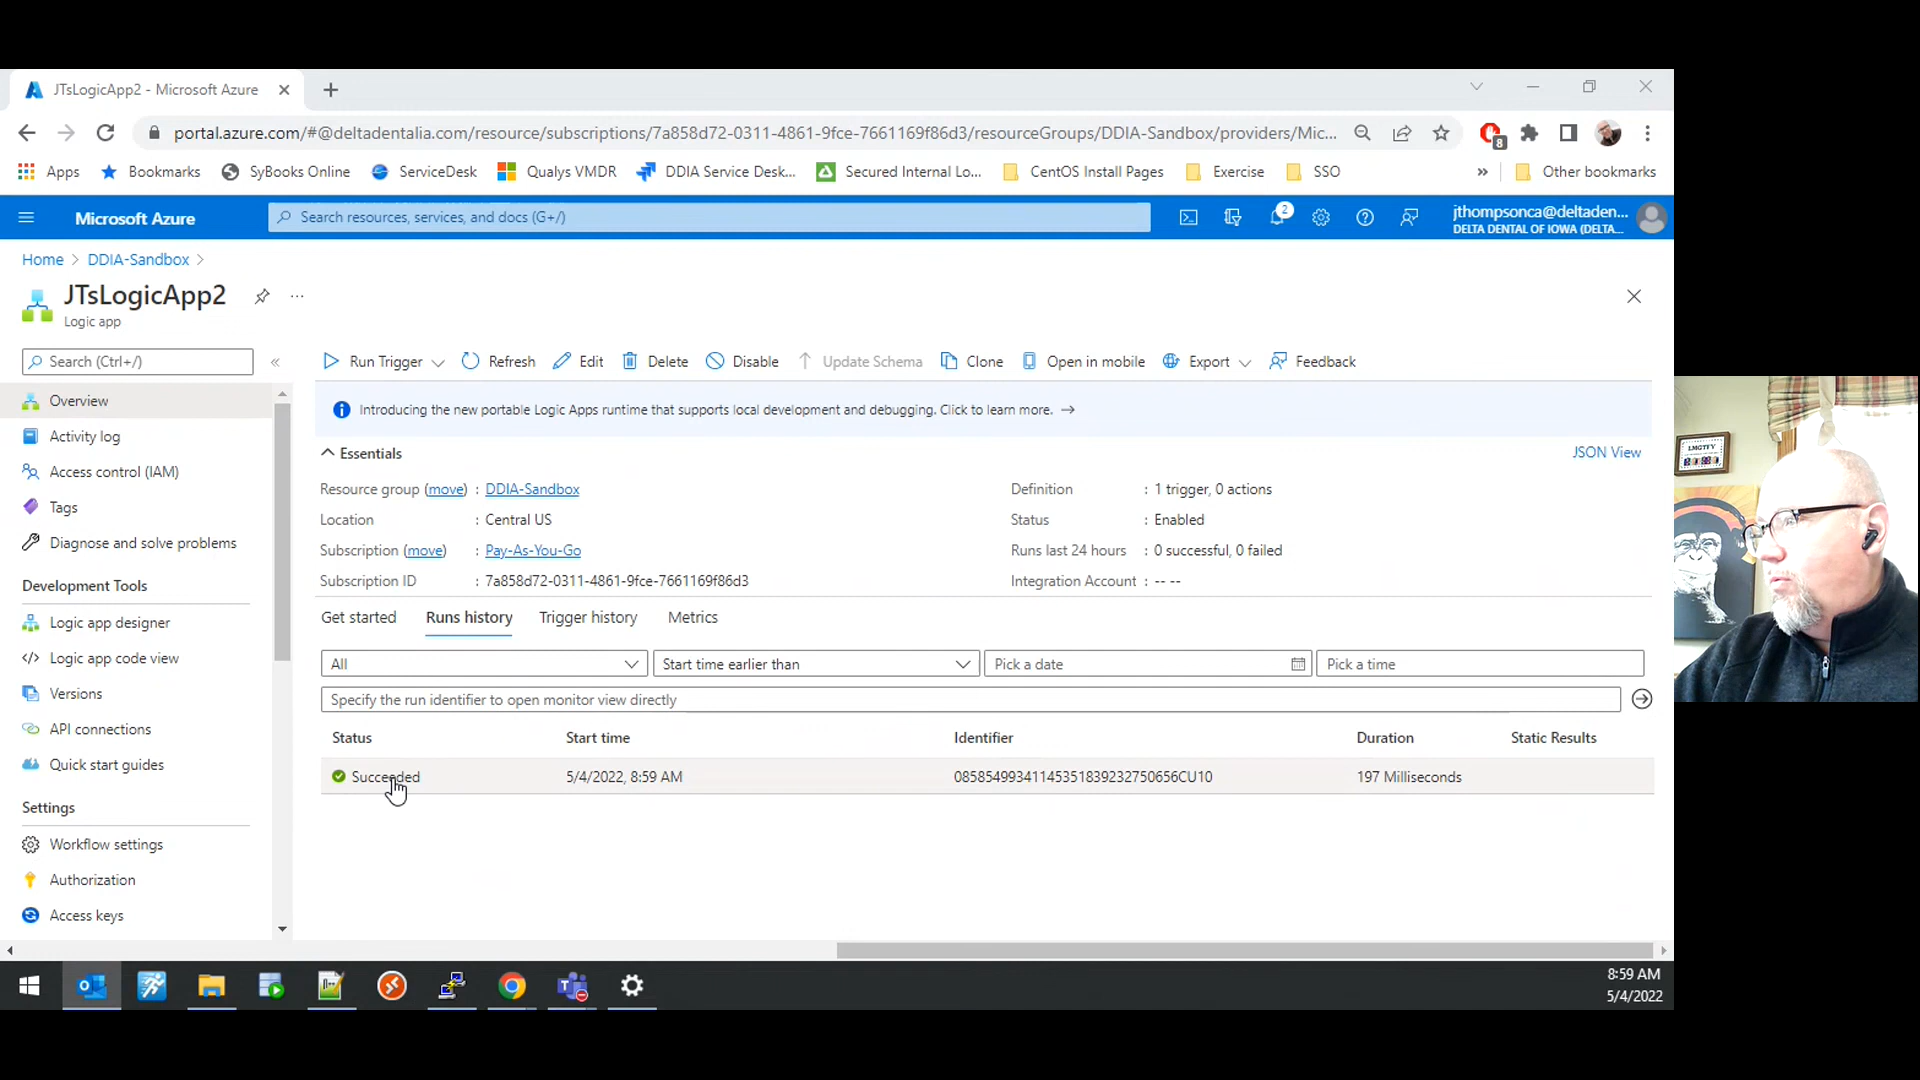 JTsLogicApp2 - Microsoft Azure
portal.azure.com/#@deltadentalia.com/resource/subscriptions/7a858d72-0311-4861-9fce-7661169f86d3/resourceGroups/DDIA-Sandbox/providers/Mic...
8
Apps
Bookmarks
SyBooks Online
ServiceDesk
Qualys VMDR
DDIA Service Desk...
Secured Internal Lo...
CentOS Install Pages
Exercise
SSO
»
Other bookmarks
Microsoft Azure
Search resources, services, and docs (G+/)
2
jthompsonca@deltaden...
DELTA DENTAL OF IOWA (DELTA...
Home > DDIA-Sandbox >
JTsLogicApp2
Logic app
Search (Ctrl+/)
«
Run Trigger
Refresh
Edit
Delete
Disable
Update Schema
Clone
Open in mobile
Export
Feedback
Overview
Activity log
Access control (IAM)
Tags
Diagnose and solve problems
Development Tools
Logic app designer
Logic app code view
Versions
API connections
Quick start guides
Settings
Workflow settings
Authorization
Access keys
Introducing the new portable Logic Apps runtime that supports local development and debugging. Click to learn more. →
Essentials
JSON View
Resource group (move) : DDIA-Sandbox
Location : Central US
Subscription (move) : Pay-As-You-Go
Subscription ID : 7a858d72-0311-4861-9fce-7661169f86d3
Definition : 1 trigger, 0 actions
Status : Enabled
Runs last 24 hours : 0 successful, 0 failed
Integration Account : -- --
Get started
Runs history
Trigger history
Metrics
All
Start time earlier than
Pick a date
Pick a time
Specify the run identifier to open monitor view directly
Status Start time Identifier Duration Static Results
Succeeded 5/4/2022, 8:59 AM 08585499341145351839232750656CU10 197 Milliseconds
8:59 AM
5/4/2022
LMGTFY